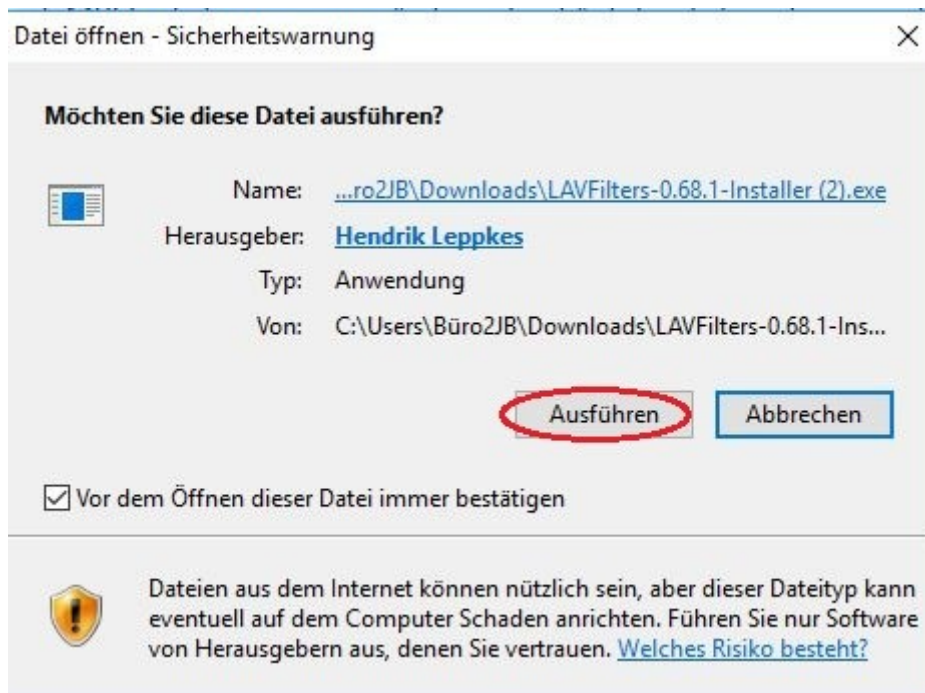 Datei öffnen - Sicherheitswarnung
Möchten Sie diese Datei ausführen?
Name: ...ro2JB\Downloads\LAVFilters-0.68.1-Installer (2).exe
Herausgeber: Hendrik Leppkes
Typ: Anwendung
Von: C:\Users\Büro2JB\Downloads\LAVFilters-0.68.1-Ins...
Ausführen Abbrechen
Vor dem Öffnen dieser Datei immer bestätigen
Dateien aus dem Internet können nützlich sein, aber dieser Dateityp kann
eventuell auf dem Computer Schaden anrichten. Führen Sie nur Software
von Herausgebern aus, denen Sie vertrauen. Welches Risiko besteht?